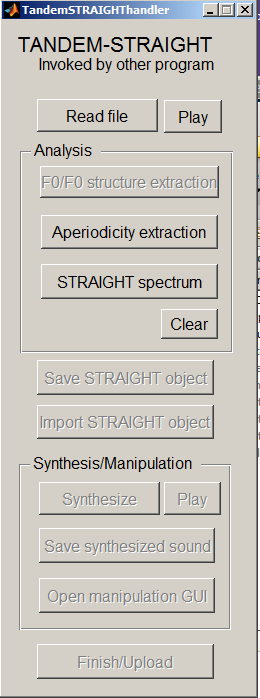 TandemSTRAIGHThandler
TANDEM-STRAIGHT
Invoked by other program
Read file Play
Analysis
F0/F0 structure extraction
Aperiodicity extraction
STRAIGHT spectrum
Clear
Save STRAIGHT object
Import STRAIGHT object
Synthesis/Manipulation
Synthesize Play
Save synthesized sound
Open manipulation GUI
Finish/Upload